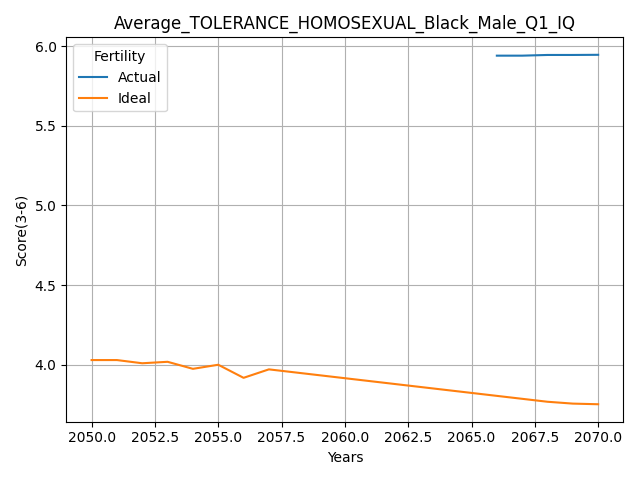 Average_TOLERANCE_HOMOSEXUAL_Black_Male_Q1_IQ
Fertility
Actual
Ideal
6.0
5.5
5.0
4.5
4.0
Score(3-6)
2050.0 2052.5 2055.0 2057.5 2060.0 2062.5 2065.0 2067.5 2070.0
Years